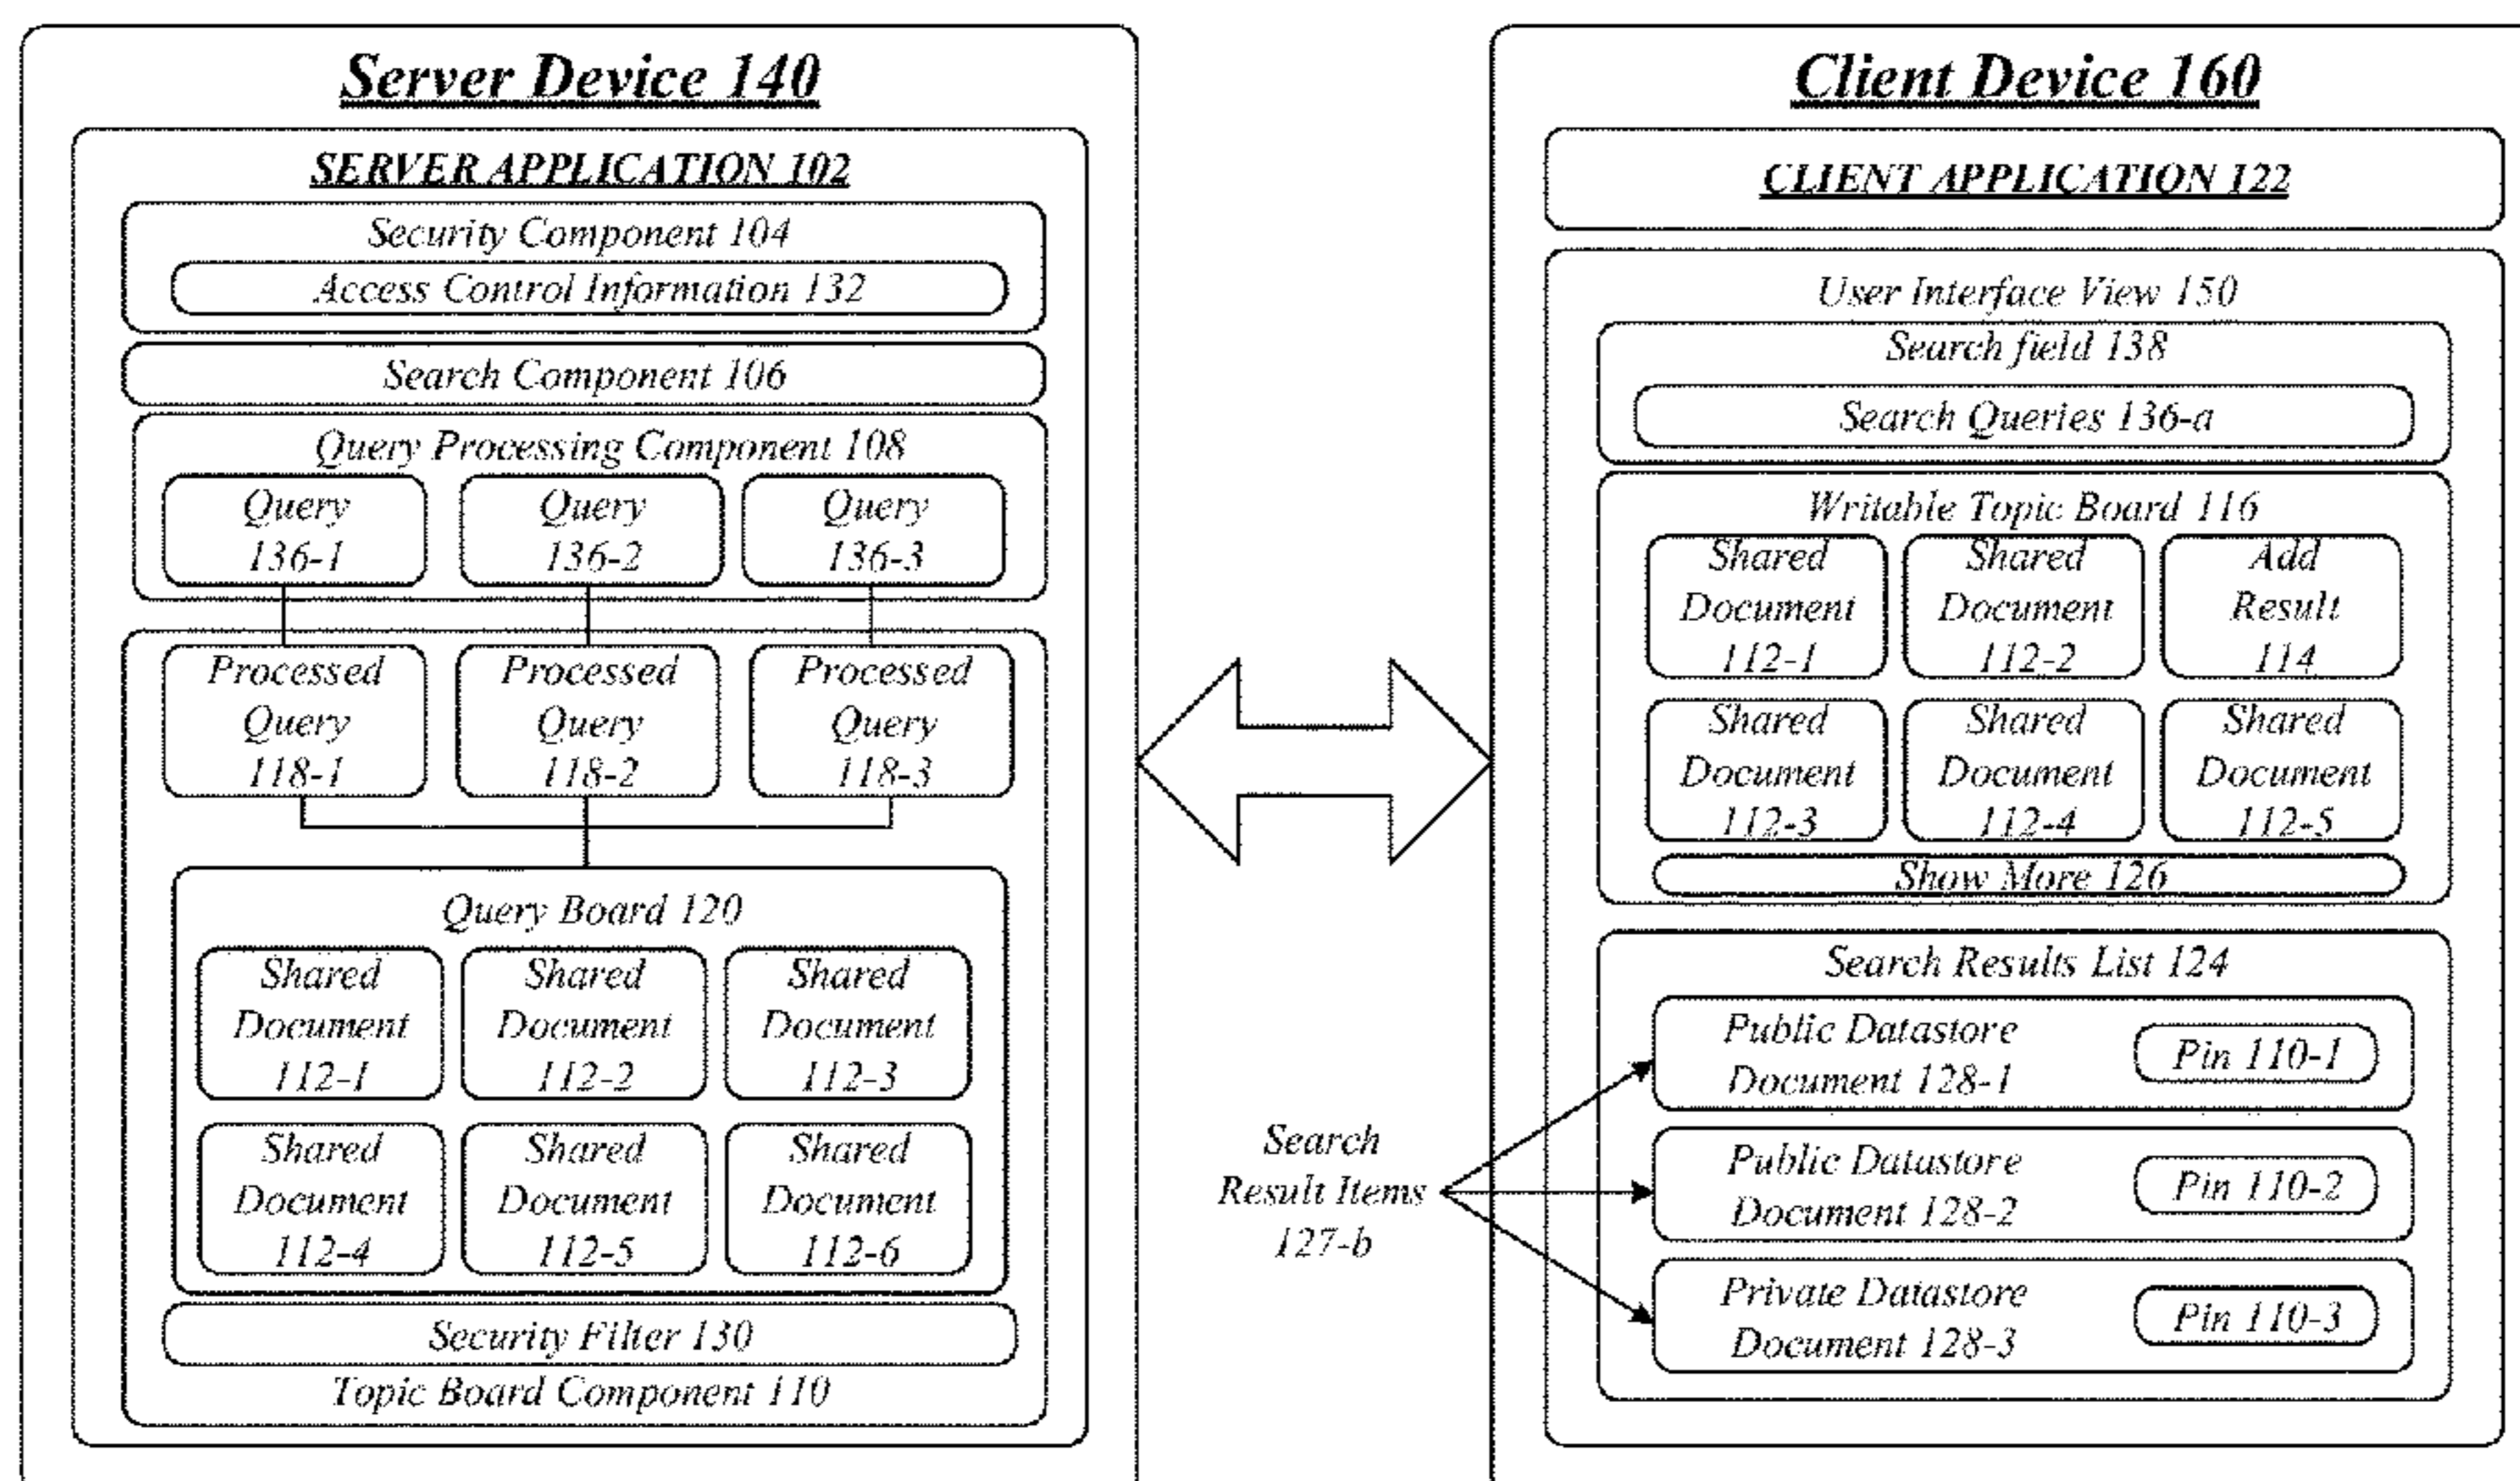 Server Device 140
SERVER APPLICATION 102
Security Component 104
Access Control Information 132
Search Component 106
Query Processing Component 108
Query
136-1
Query
136-2
Query
136-3
Processed
Query
118-1
Processed
Query
118-2
Processed
Query
118-3
Query Board 120
Shared
Document
112-1
Shared
Document
112-2
Shared
Document
112-3
Shared
Document
112-4
Shared
Document
112-5
Shared
Document
112-6
Security Filter 130
Topic Board Component 110
Search
Result Items
127-b
Client Device 160
CLIENT APPLICATION 122
User Interface View 150
Search field 138
Search Queries 136-a
Writable Topic Board 116
Shared
Document
112-1
Shared
Document
112-2
Add
Result
114
Shared
Document
112-3
Shared
Document
112-4
Shared
Document
112-5
Show More 126
Search Results List 124
Public Datastore
Document 128-1
Pin 110-1
Public Datastore
Document 128-2
Pin 110-2
Private Datastore
Document 128-3
Pin 110-3